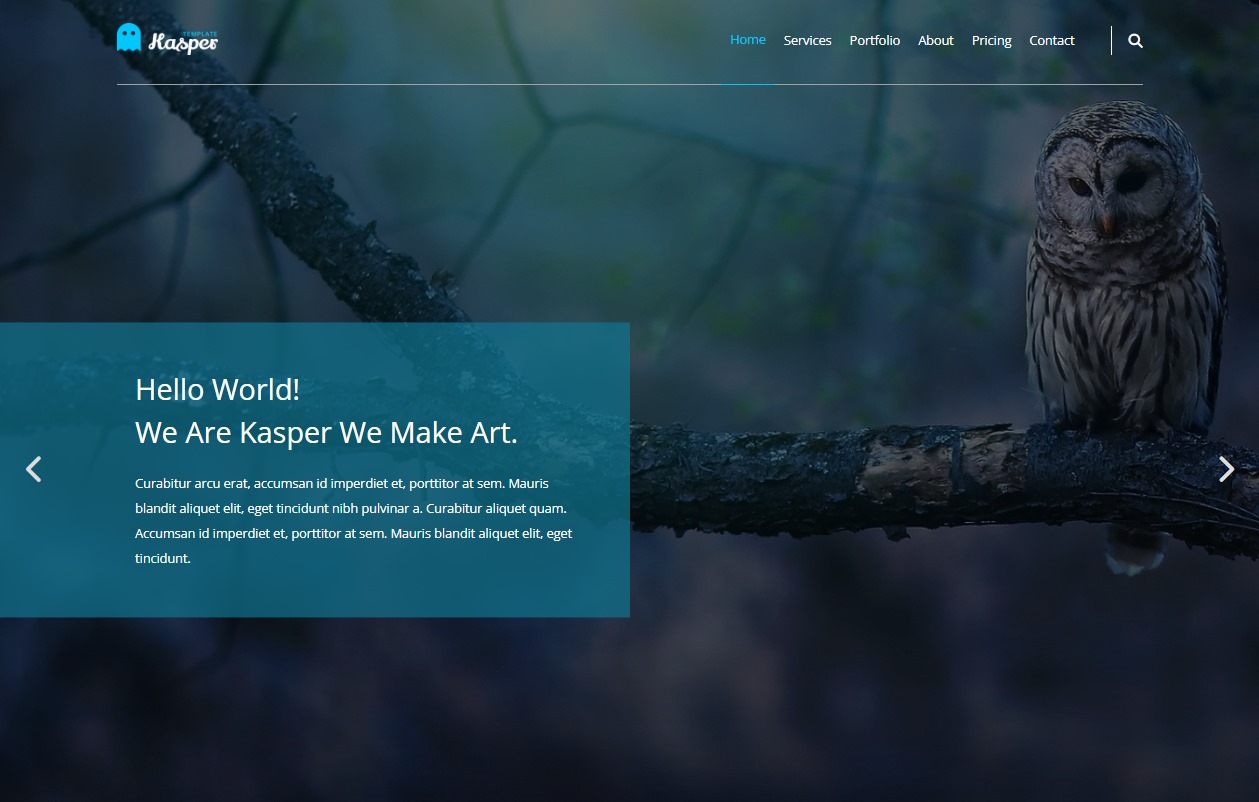 TEMPLATE
Kasper
Home Services Portfolio About Pricing Contact
Hello World!
We Are Kasper We Make Art.
Curabitur arcu erat, accumsan id imperdiet et, porttitor at sem. Mauris
blandit aliquet elit, eget tincidunt nibh pulvinar a. Curabitur aliquet quam.
Accumsan id imperdiet et, porttitor at sem. Mauris blandit aliquet elit, eget
tincidunt.